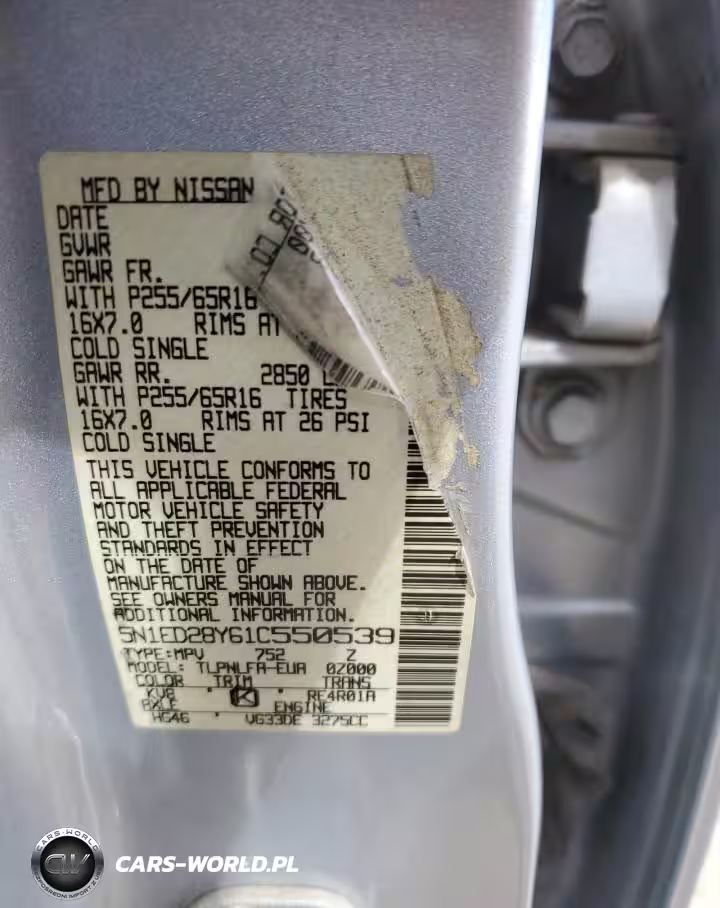 MFD BY NISSAN
DATE
GVWR
GAWR FR.
WITH P255/65R16
16X7.0 RIMS AT
COLD SINGLE
GAWR RR. 2850 L
WITH P255/65R16 TIRES
16X7.0 RIMS AT 26 PSI
COLD SINGLE
THIS VEHICLE CONFORMS TO
ALL APPLICABLE FEDERAL
MOTOR VEHICLE SAFETY
AND THEFT PREVENTION
STANDARDS IN EFFECT
ON THE DATE OF
MANUFACTURE SHOWN ABOVE.
SEE OWNERS MANUAL FOR
ADDITIONAL INFORMATION.
5N1ED28Y61C550539
TYPE:MPV 752 Z
MODEL: TLPNLFA-EUA 0Z000
COLOR TRIM TRANS
KV8 K RE4R01A
AXLE ENGINE
HG46 VG33DE 3275CC
CARS-WORLD
CW
CARS-WORLD.PL